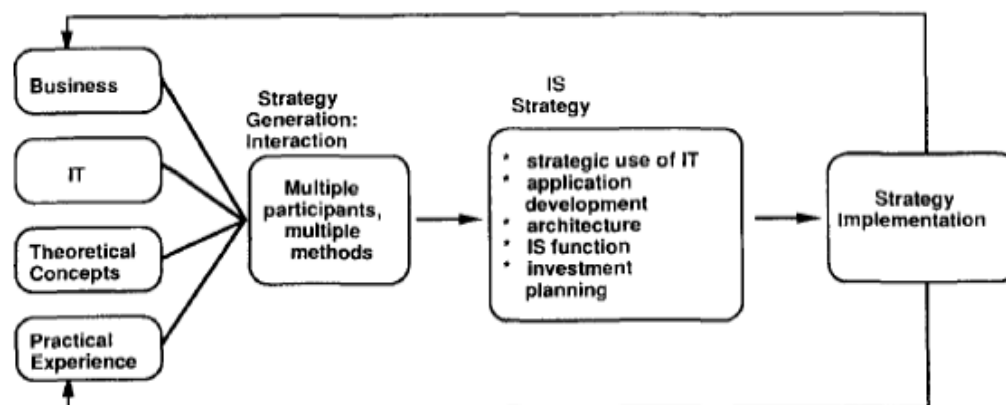 Business
IT
Theoretical
Concepts
Practical
Experience
Strategy
Generation:
Interaction
Multiple
participants,
multiple
methods
IS
Strategy
* strategic use of IT
* application
development
* architecture
* IS function
* investment
planning
Strategy
Implementation